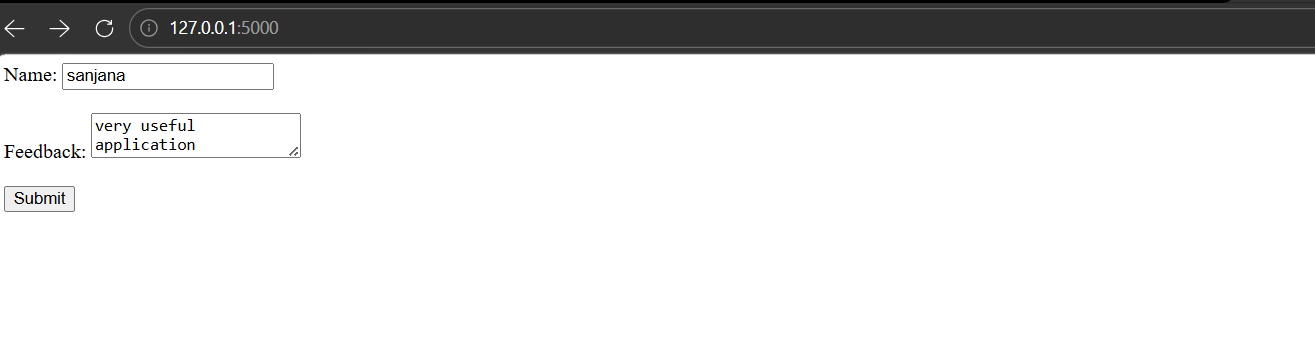 127.0.0.1:5000
Name: sanjana
very useful
Feedback: application
Submit